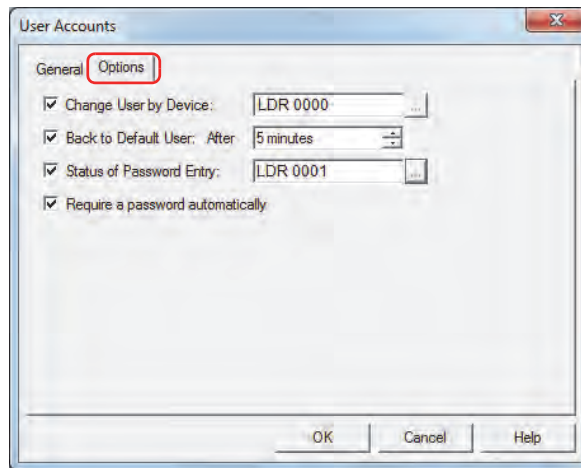 User Accounts
General Options
Change User by Device: LDR 0000 ...
Back to Default User: After 5 minutes
Status of Password Entry: LDR 0001 ...
Require a password automatically
OK Cancel Help